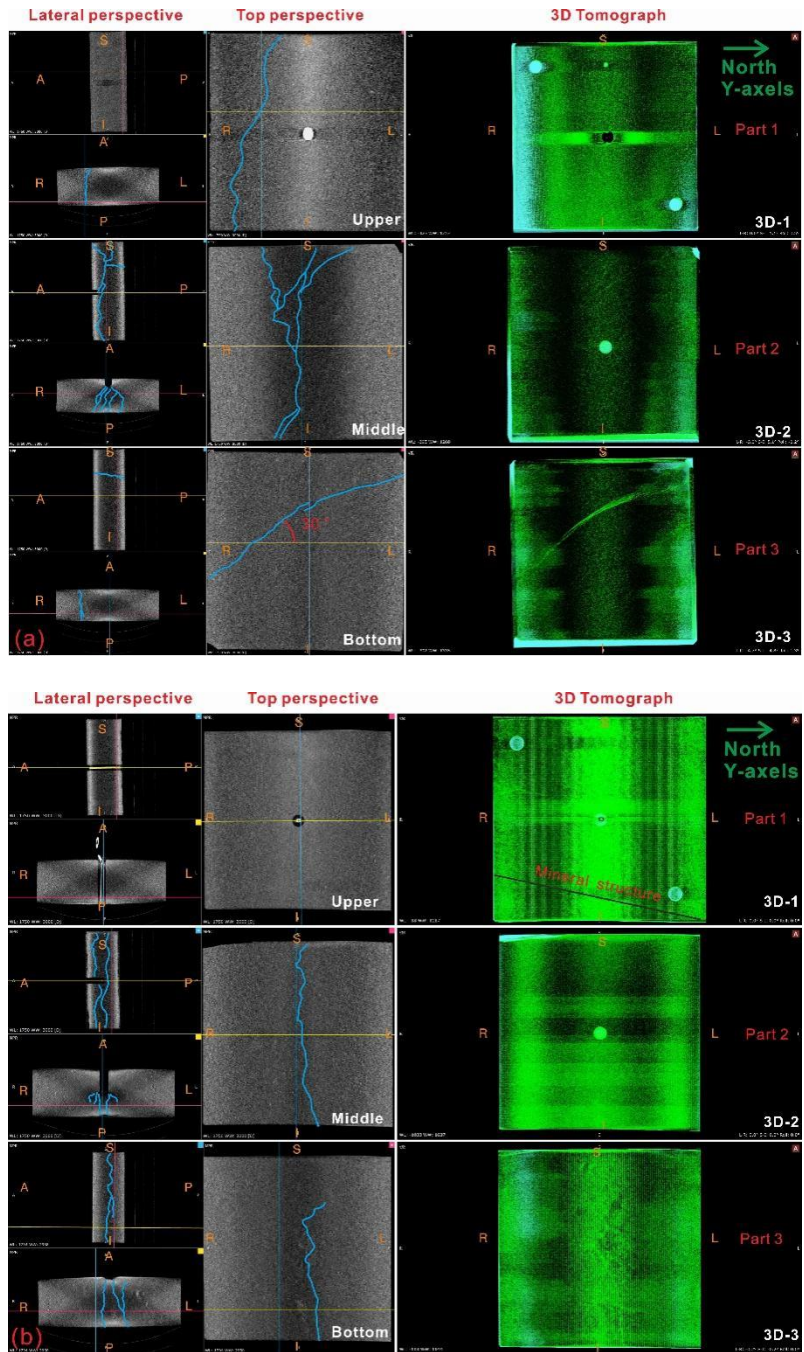 Lateral perspective Top perspective 3D Tomograph
S
A P
I
A
R L
P
S
R L
I
Upper
S
R L
I
North
Y-axels
Part 1
3D-1
S
A P
I
A
R L
P
S
R L
I
Middle
S
R L
I
Part 2
3D-2
S
A P
I
A
R L
P
S
30°
R L
Bottom
S
R L
Part 3
3D-3
(a)
Lateral perspective Top perspective 3D Tomograph
S
A P
I
A
R L
P
S
R L
I
Upper
S
R L
North
Y-axels
Part 1
Mineral structure
3D-1
S
A P
I
A
R L
P
S
R L
I
Middle
S
R L
Part 2
3D-2
S
A P
I
A
R L
P
S
R L
I
Bottom
S
R L
Part 3
3D-3
(b)